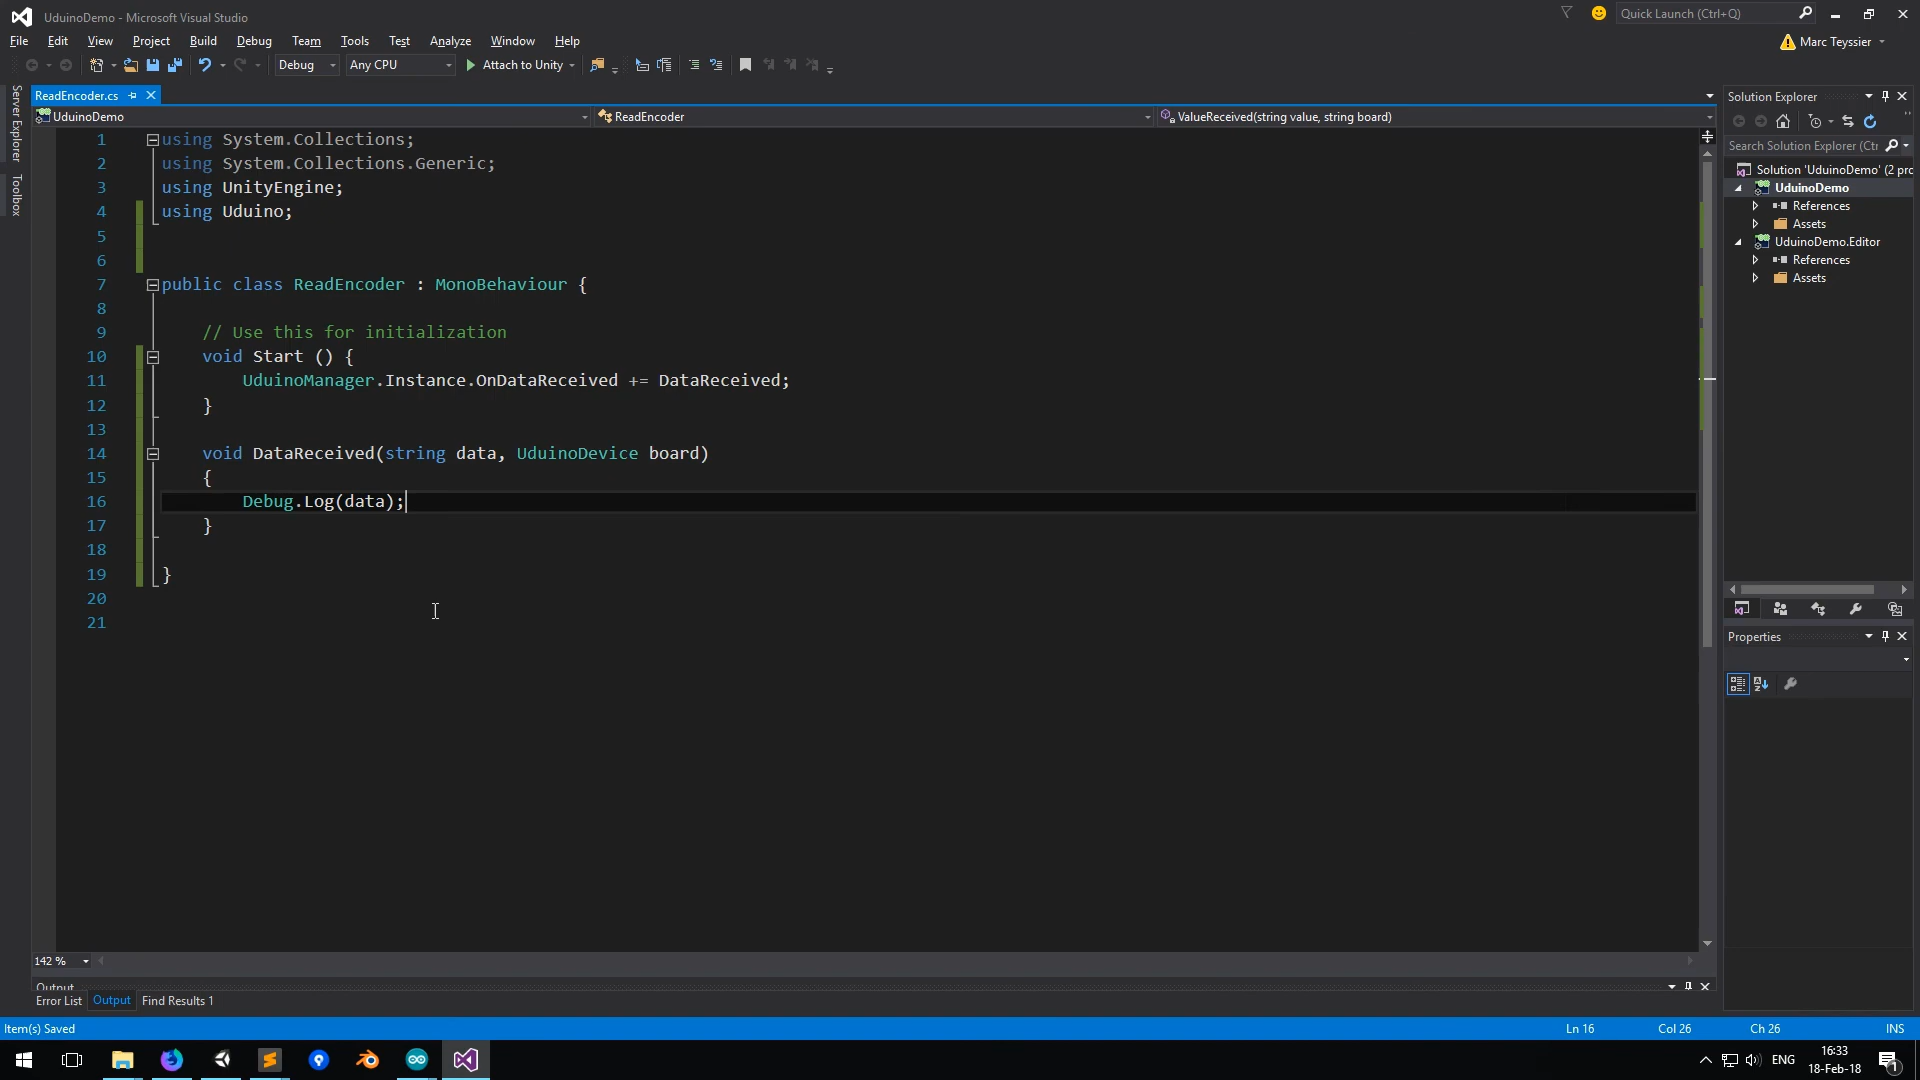 UduinoDemo - Microsoft Visual Studio
Quick Launch (Ctrl+Q)
File Edit View Project Build Debug Team Tools Test Analyze Window Help
Marc Teyssier
Debug Any CPU Attach to Unity
Server Explorer
Toolbox
ReadEncoder.cs
UduinoDemo ReadEncoder ValueReceived(string value, string board)
1 using System.Collections;
2 using System.Collections.Generic;
3 using UnityEngine;
4 using Uduino;
5
6
7 public class ReadEncoder : MonoBehaviour {
8
9 // Use this for initialization
10 void Start () {
11 UduinoManager.Instance.OnDataReceived += DataReceived;
12 }
13
14 void DataReceived(string data, UduinoDevice board)
15 {
16 Debug.Log(data);
17 }
18
19 }
20
21
142 %
Output
Error List Output Find Results 1
Solution Explorer
Search Solution Explorer (Ctr
Solution 'UduinoDemo' (2 pro
UduinoDemo
References
Assets
UduinoDemo.Editor
References
Assets
Properties
Item(s) Saved Ln 16 Col 26 Ch 26 INS
ENG
16:33
18-Feb-18
1